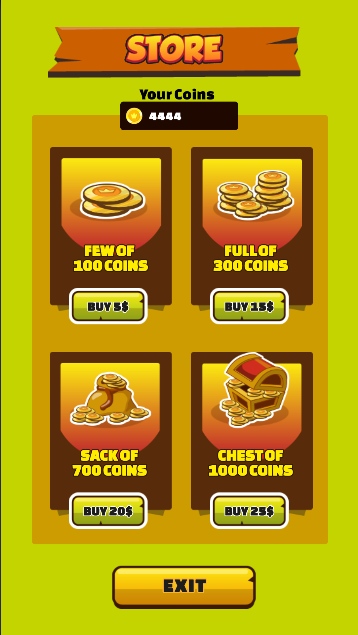 STORE
Your Coins
4444
FEW OF
100 COINS
FULL OF
300 COINS
BUY 5$
BUY 15$
SACK OF
700 COINS
CHEST OF
1000 COINS
BUY 20$
BUY 25$
EXIT